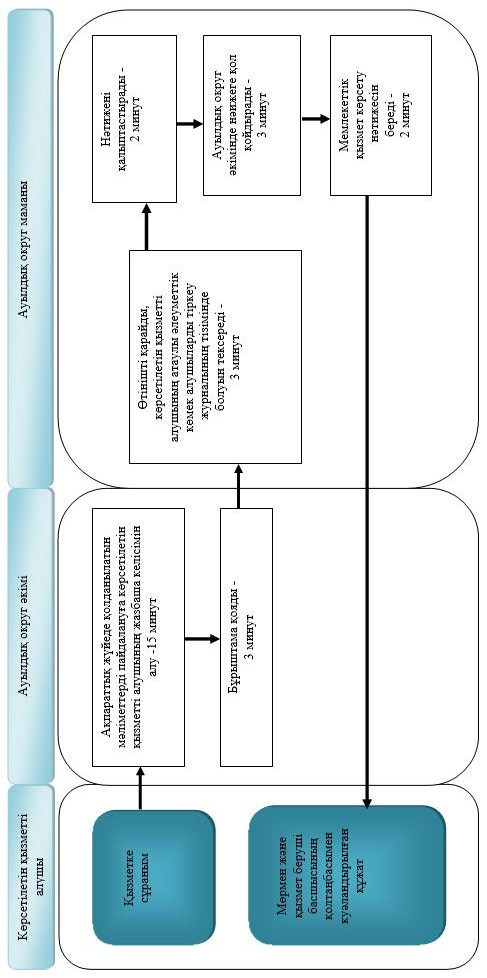 Көрсетілетін қызметті
алушы
Ауылдық округ әкімі
Ауылдық округ маманы
Қызметке
сұраным
Ақпараттық жүйеде қолданылатын
мәліметтерді пайдалануға көрсетілетін
қызметті алушының жазбаша келісімін
алу -15 минут
Бұрыштама қояды -
3 минут
Өтінішті қарайды,
көрсетілетін қызметті
алушының атаулы әлеуметтік
көмек алушыларды тіркеу
журналының тізімінде
болуын тексереді -
3 минут
Нәтижені
қалыптастырады -
2 минут
Ауылдық округ
әкімінде нәижеге қол
қойдырады -
3 минут
Мемлекеттік
қызмет көрсету
нәтижесін
береді -
2 минут
Мөрмен және
қызмет беруші
басшысының
қолтаңбасымен
куәландырылған
құжат